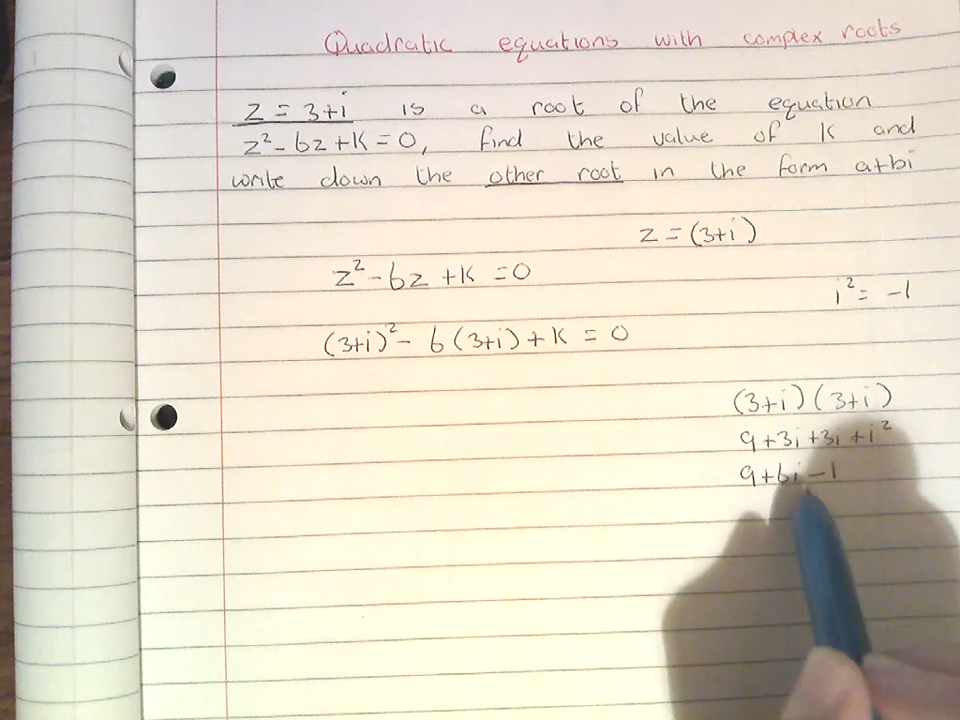 Quadratic equations with complex roots
z = 3+i is a root of the equation
z² - 6z + k = 0, find the value of k and
write down the other root in the form a+bi
z = (3+i)
z² - 6z + k = 0
i² = -1
(3+i)² - 6(3+i) + k = 0
(3+i)(3+i)
9+3i+3i+i²
9+6i-1